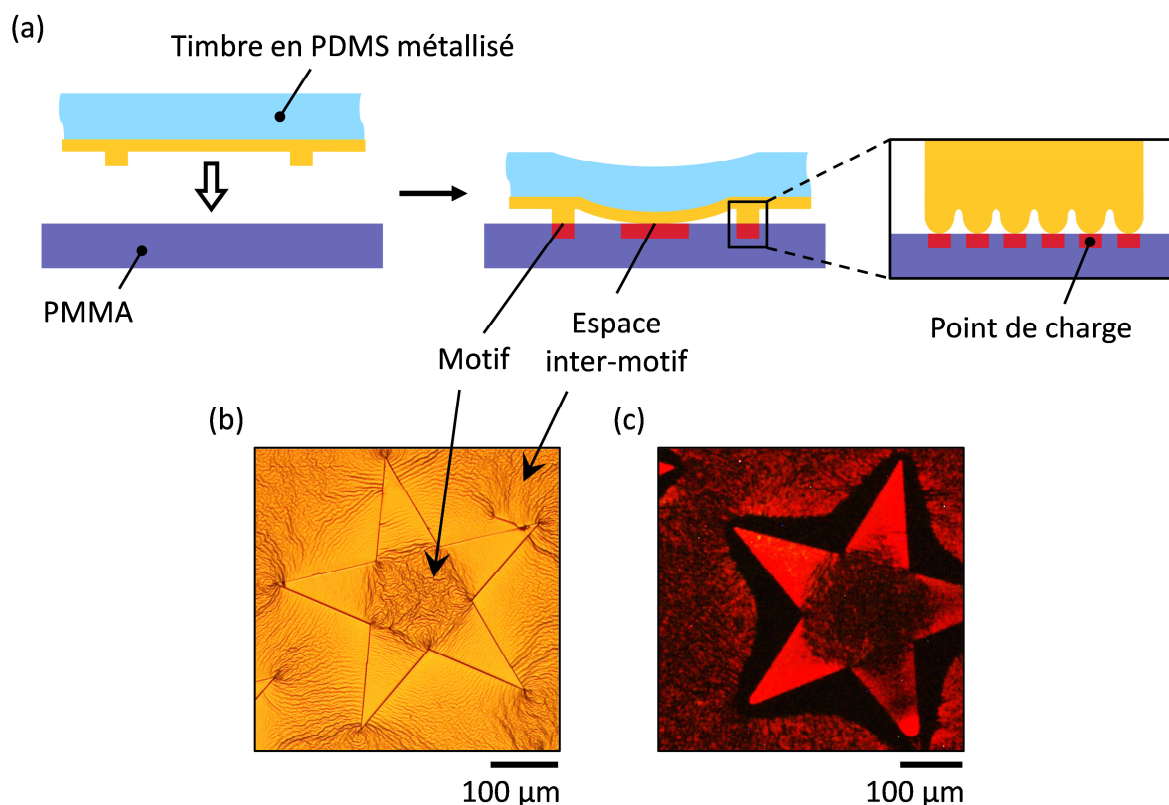 (a)
Timbre en PDMS métallisé
PMMA
Motif
Espace
inter-motif
Point de charge
(b)
(c)
100 µm
100 µm